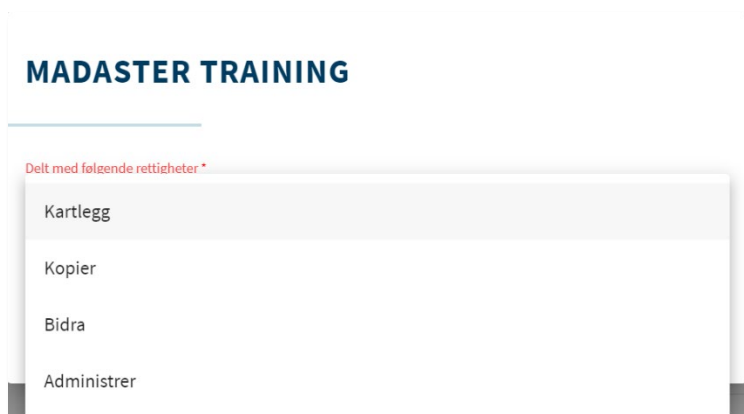 MADASTER TRAINING
Delt med følgende rettigheter *
Kartlegg
Kopier
Bidra
Administrer